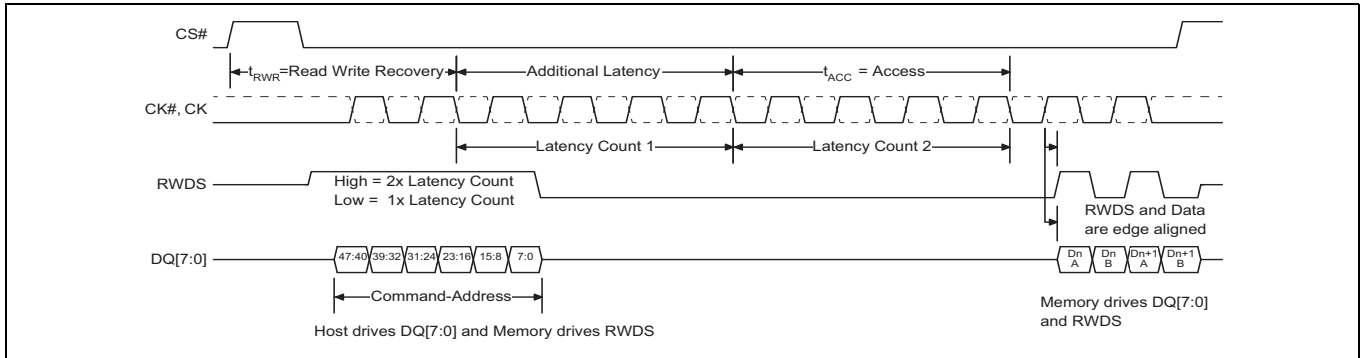 CS#
tRWR=Read Write Recovery
Additional Latency
tACC = Access
CK#, CK
Latency Count 1
Latency Count 2
RWDS
High = 2x Latency Count
Low = 1x Latency Count
RWDS and Data
are edge aligned
DQ[7:0]
47:40 39:32 31:24 23:16 15:8 7:0
Dn A
Dn B
Dn+1 A
Dn+1 B
Command-Address
Host drives DQ[7:0] and Memory drives RWDS
Memory drives DQ[7:0]
and RWDS